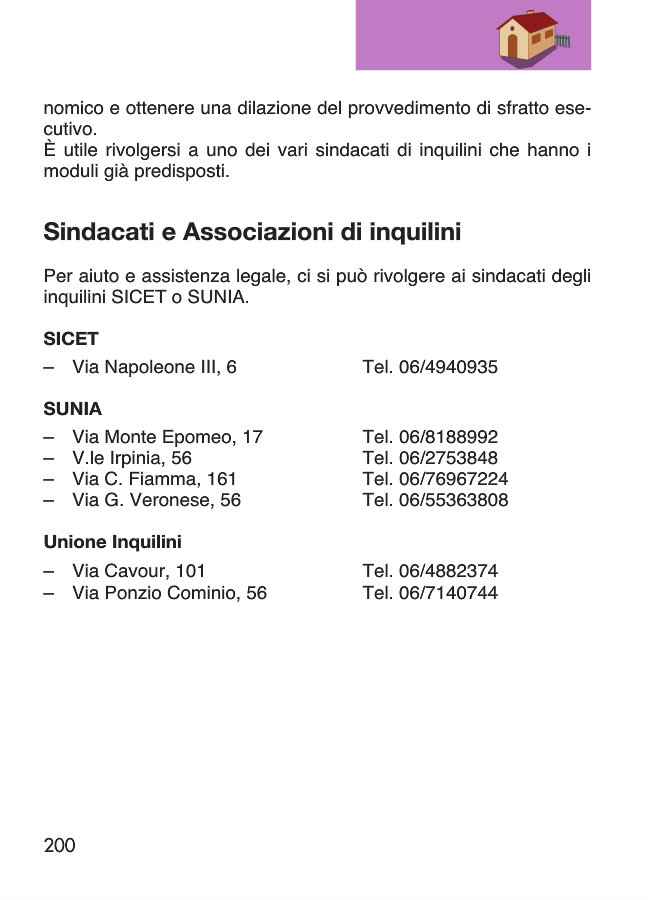 nomico e ottenere una dilazione del provvedimento di sfratto ese-
cutivo.
È utile rivolgersi a uno dei vari sindacati di inquilini che hanno i
moduli già predisposti.
Sindacati e Associazioni di inquilini
Per aiuto e assistenza legale, ci si può rivolgere ai sindacati degli
inquilini SICET o SUNIA.
SICET
– Via Napoleone III, 6 Tel. 06/4940935
SUNIA
– Via Monte Epomeo, 17 Tel. 06/8188992
– V.le Irpinia, 56 Tel. 06/2753848
– Via C. Fiamma, 161 Tel. 06/76967224
– Via G. Veronese, 56 Tel. 06/55363808
Unione Inquilini
– Via Cavour, 101 Tel. 06/4882374
– Via Ponzio Cominio, 56 Tel. 06/7140744
200